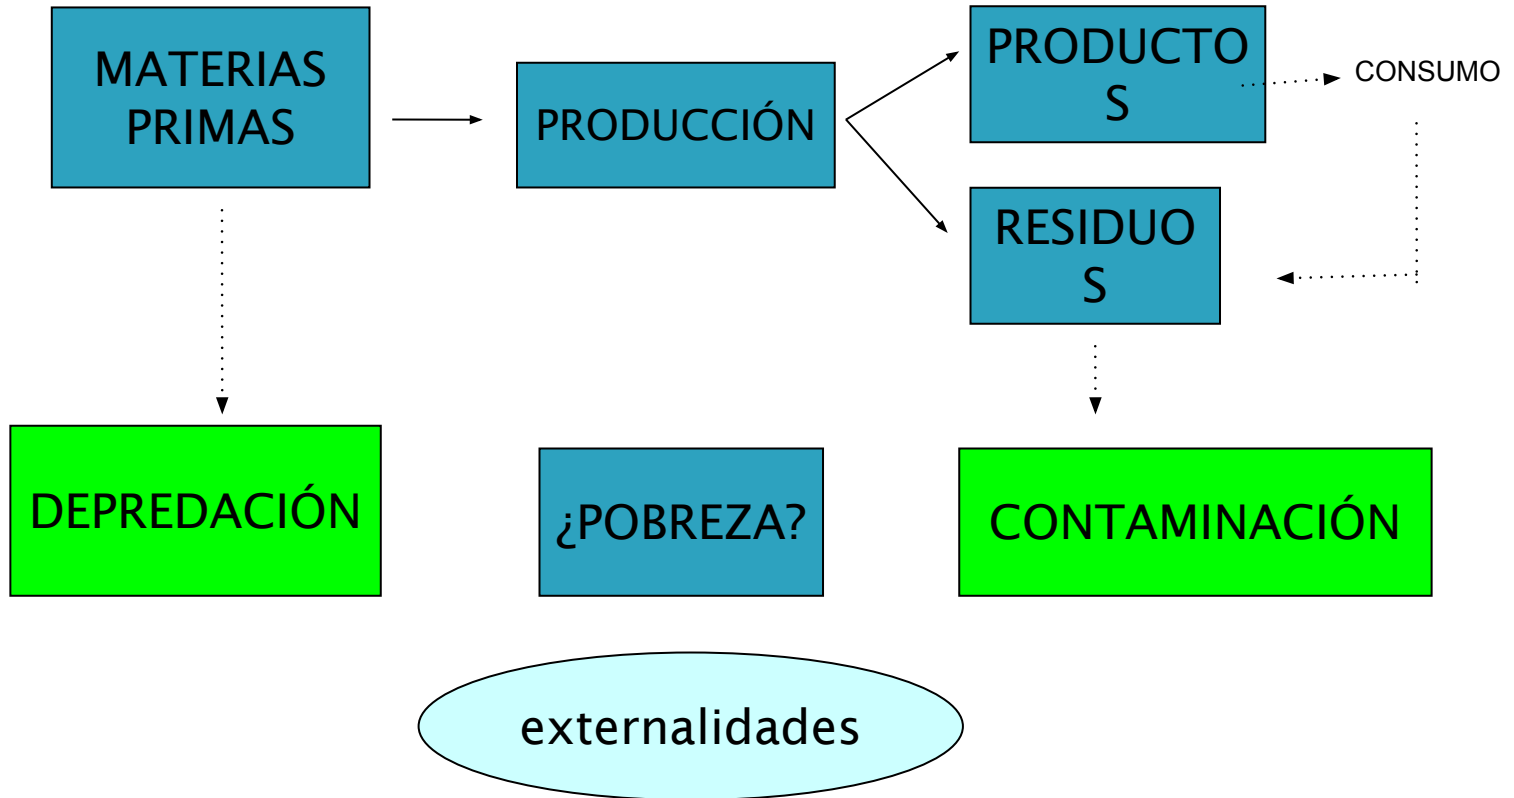 MATERIAS
PRIMAS
PRODUCCIÓN
PRODUCTO
S
CONSUMO
RESIDUO
S
DEPREDACIÓN
¿POBREZA?
CONTAMINACIÓN
externalidades